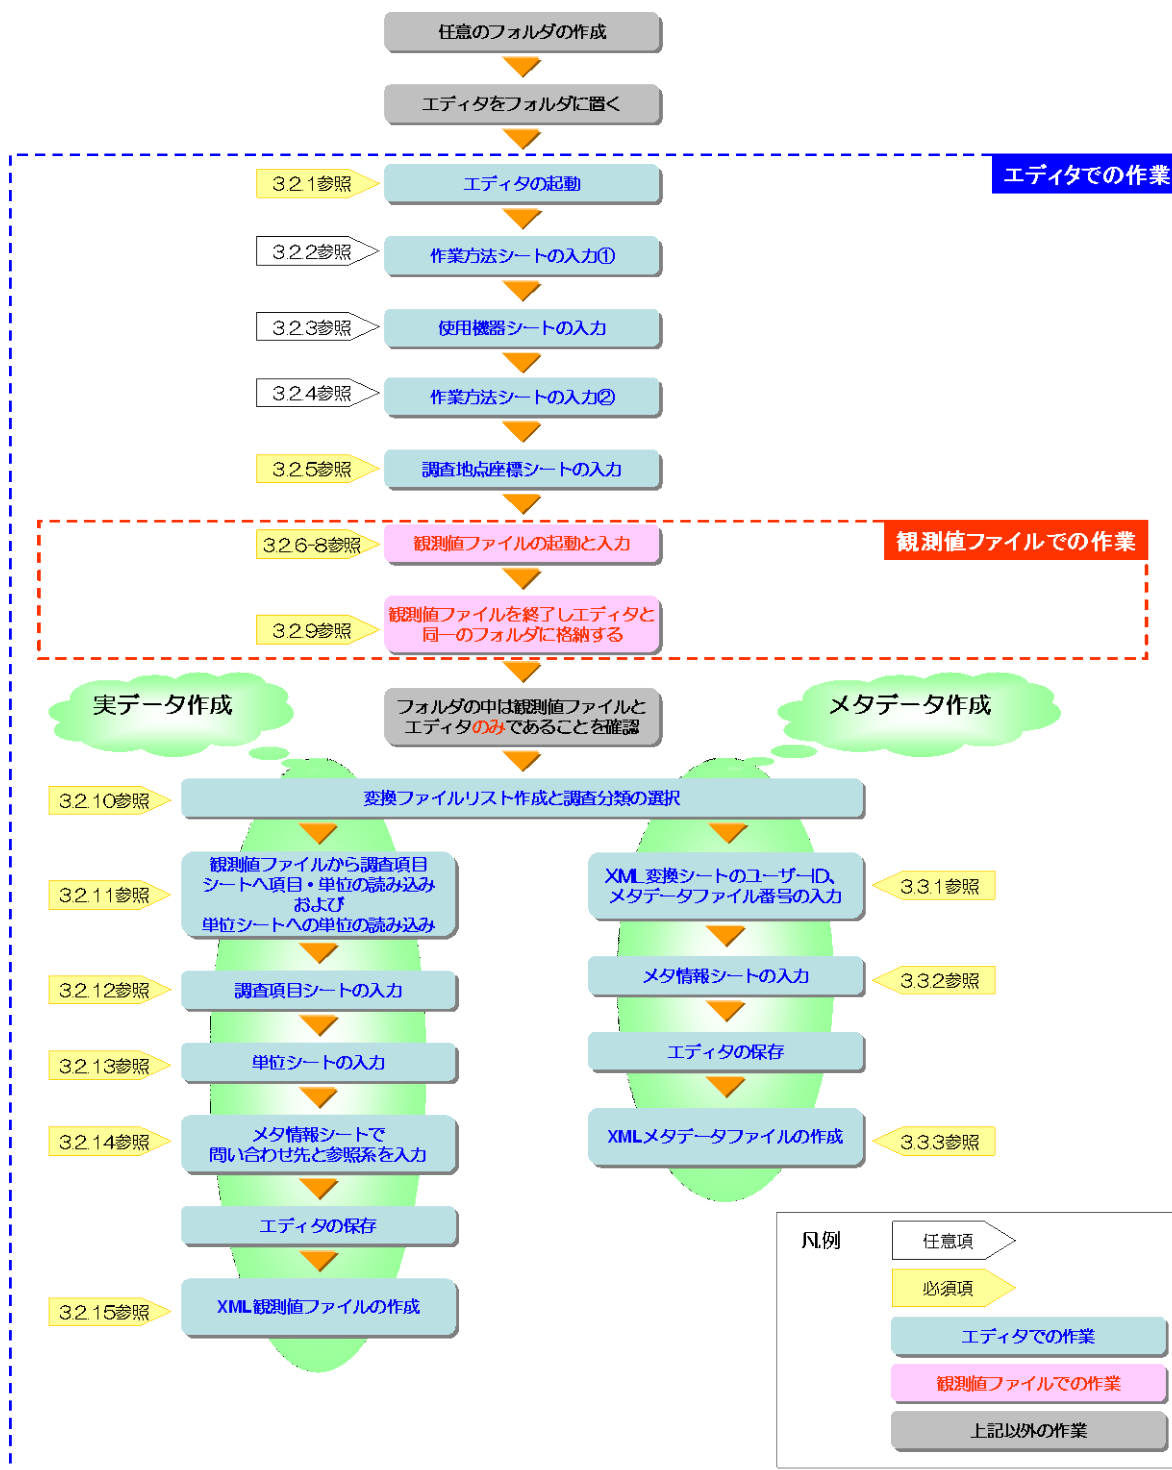 任意のフォルダの作成
エディタをフォルダに置く
エディタでの作業
3.2.1参照
エディタの起動
3.2.2参照
作業方法シートの入力①
3.2.3参照
使用機器シートの入力
3.2.4参照
作業方法シートの入力②
3.2.5参照
調査地点座標シートの入力
観測値ファイルでの作業
3.2.6-8参照
観測値ファイルの起動と入力
3.2.9参照
観測値ファイルを終了しエディタと
同一のフォルダに格納する
実データ作成
フォルダの中は観測値ファイルと
エディタのみであることを確認
メタデータ作成
3.2.10参照
変換ファイルリスト作成と調査分類の選択
3.2.11参照
観測値ファイルから調査項目
シートへ項目・単位の読み込み
および
単位シートへの単位の読み込み
3.2.12参照
調査項目シートの入力
3.2.13参照
単位シートの入力
3.2.14参照
メタ情報シートで
問い合わせ先と参照系を入力
エディタの保存
3.2.15参照
XML観測値ファイルの作成
XML変換シートのユーザーID、
メタデータファイル番号の入力
3.3.1参照
メタ情報シートの入力
3.3.2参照
エディタの保存
XMLメタデータファイルの作成
3.3.3参照
凡例
任意項
必須項
エディタでの作業
観測値ファイルでの作業
上記以外の作業